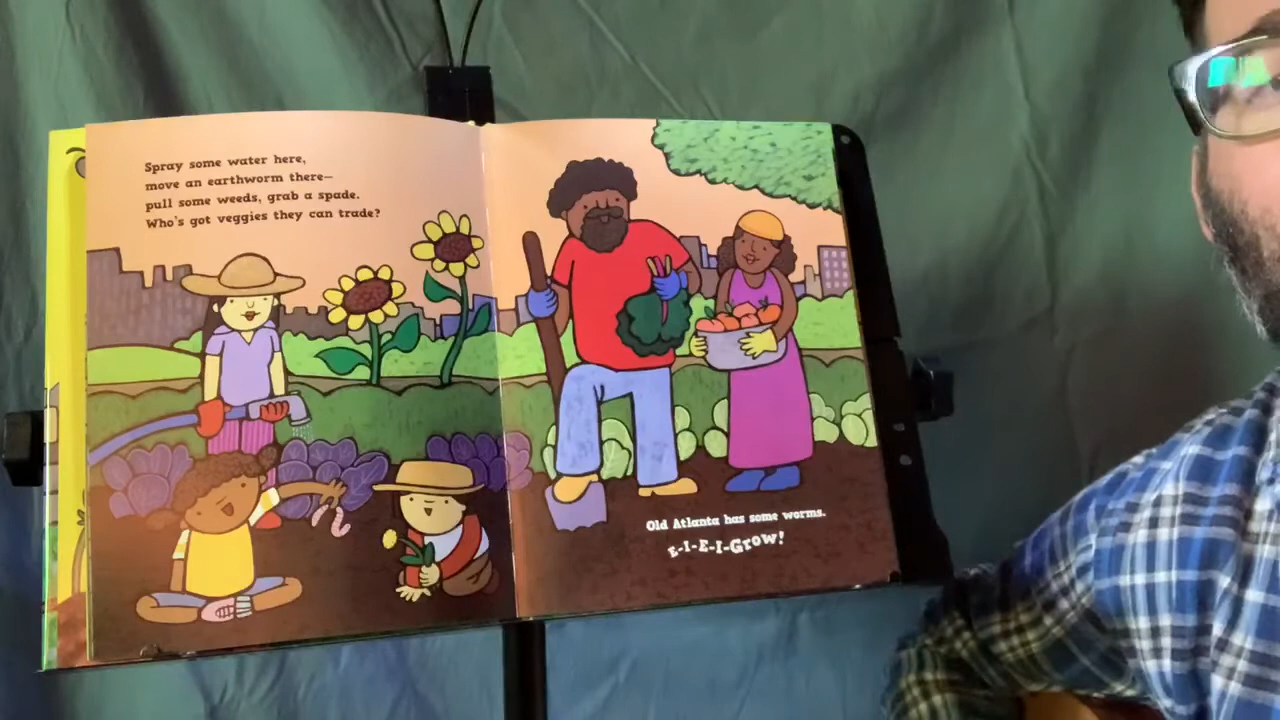 Spray some water here,
move an earthworm there—
pull some weeds, grab a spade.
Who's got veggies they can trade?
Old Atlanta has some worms.
E-I-E-I-Grow!